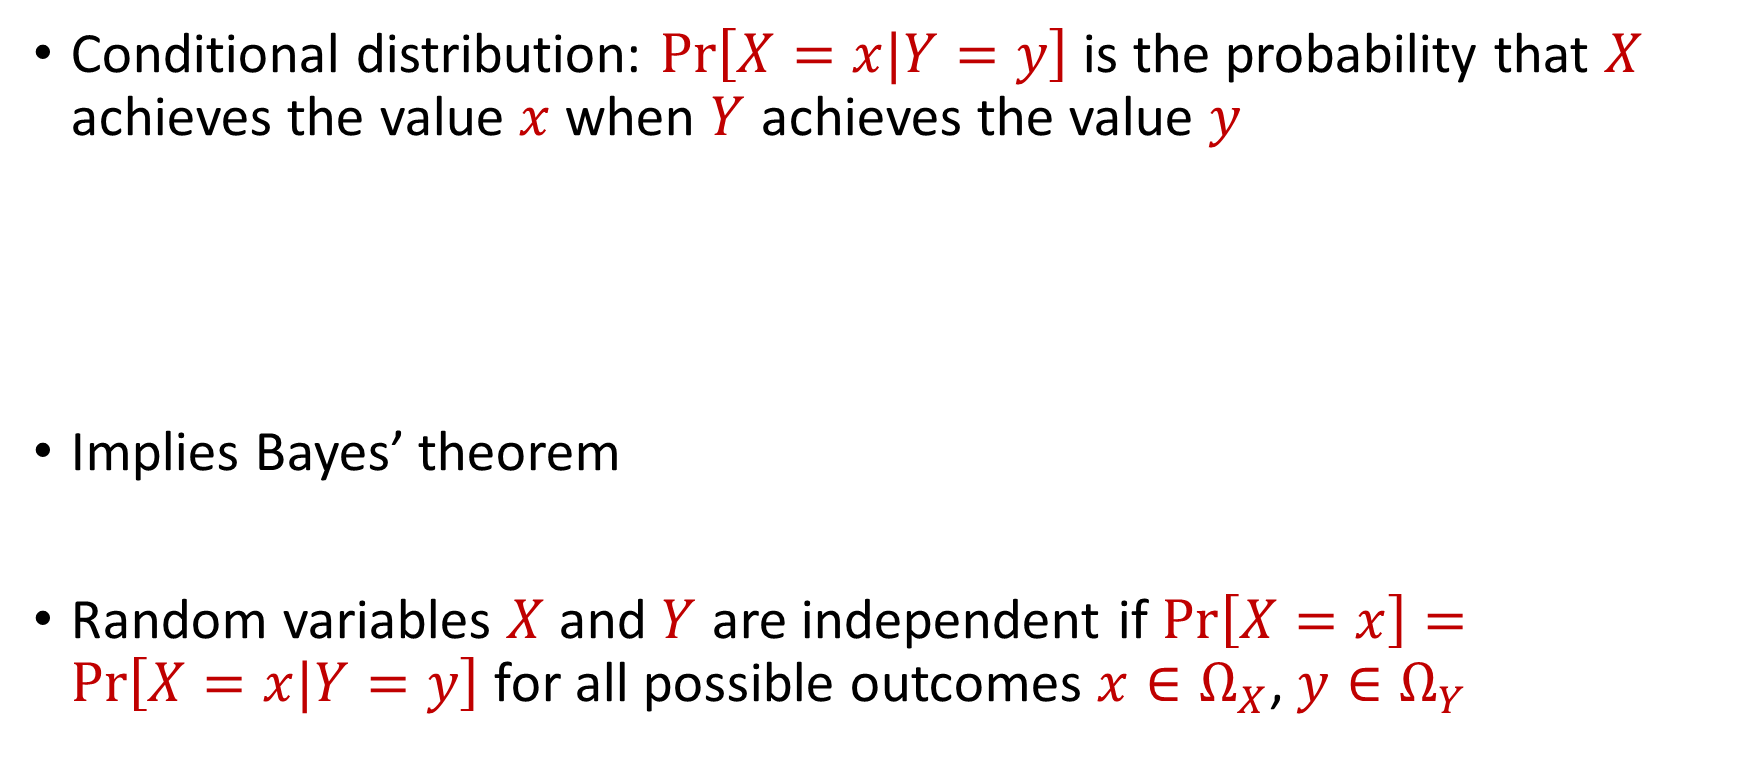 • Conditional distribution: Pr[X = x|Y = y] is the probability that X
achieves the value x when Y achieves the value y
• Implies Bayes’ theorem
• Random variables X and Y are independent if Pr[X = x] =
Pr[X = x|Y = y] for all possible outcomes x ∈ Ω_X, y ∈ Ω_Y